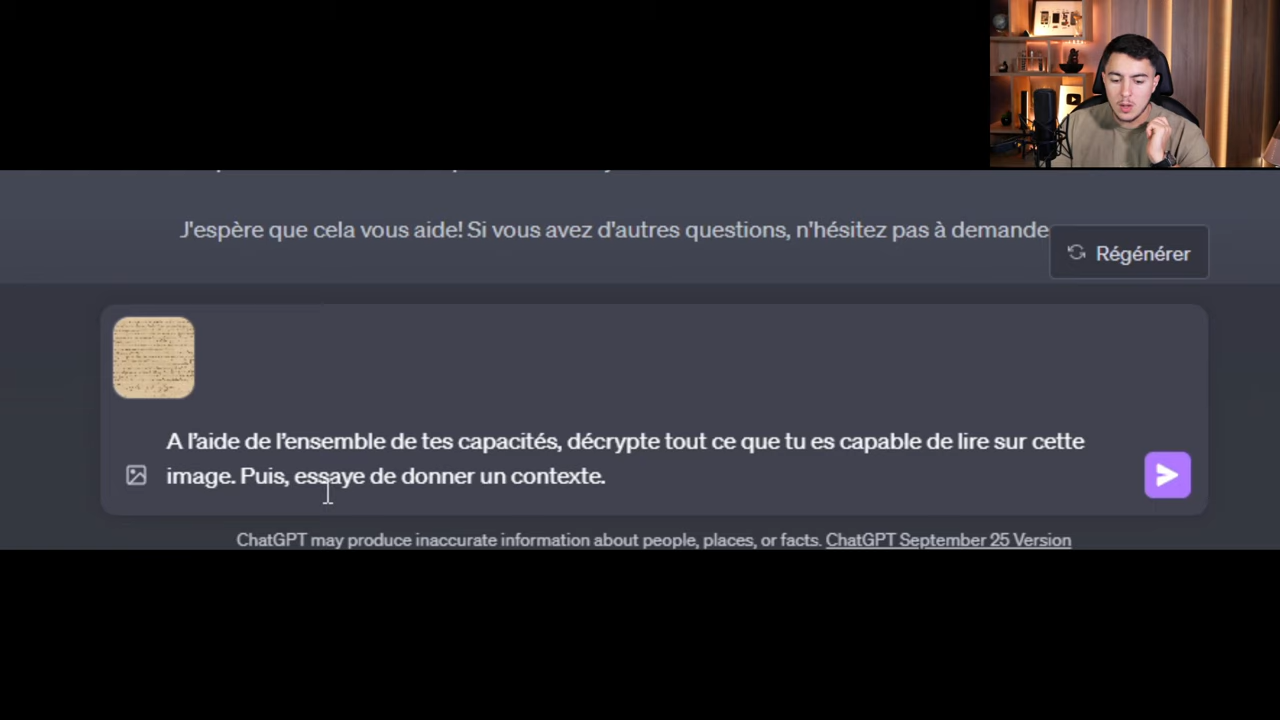 J'espère que cela vous aide! Si vous avez d'autres questions, n'hésitez pas à demande
Régénérer
A l'aide de l'ensemble de tes capacités, décrypte tout ce que tu es capable de lire sur cette
image. Puis, essaye de donner un contexte.
ChatGPT may produce inaccurate information about people, places, or facts. ChatGPT September 25 Version